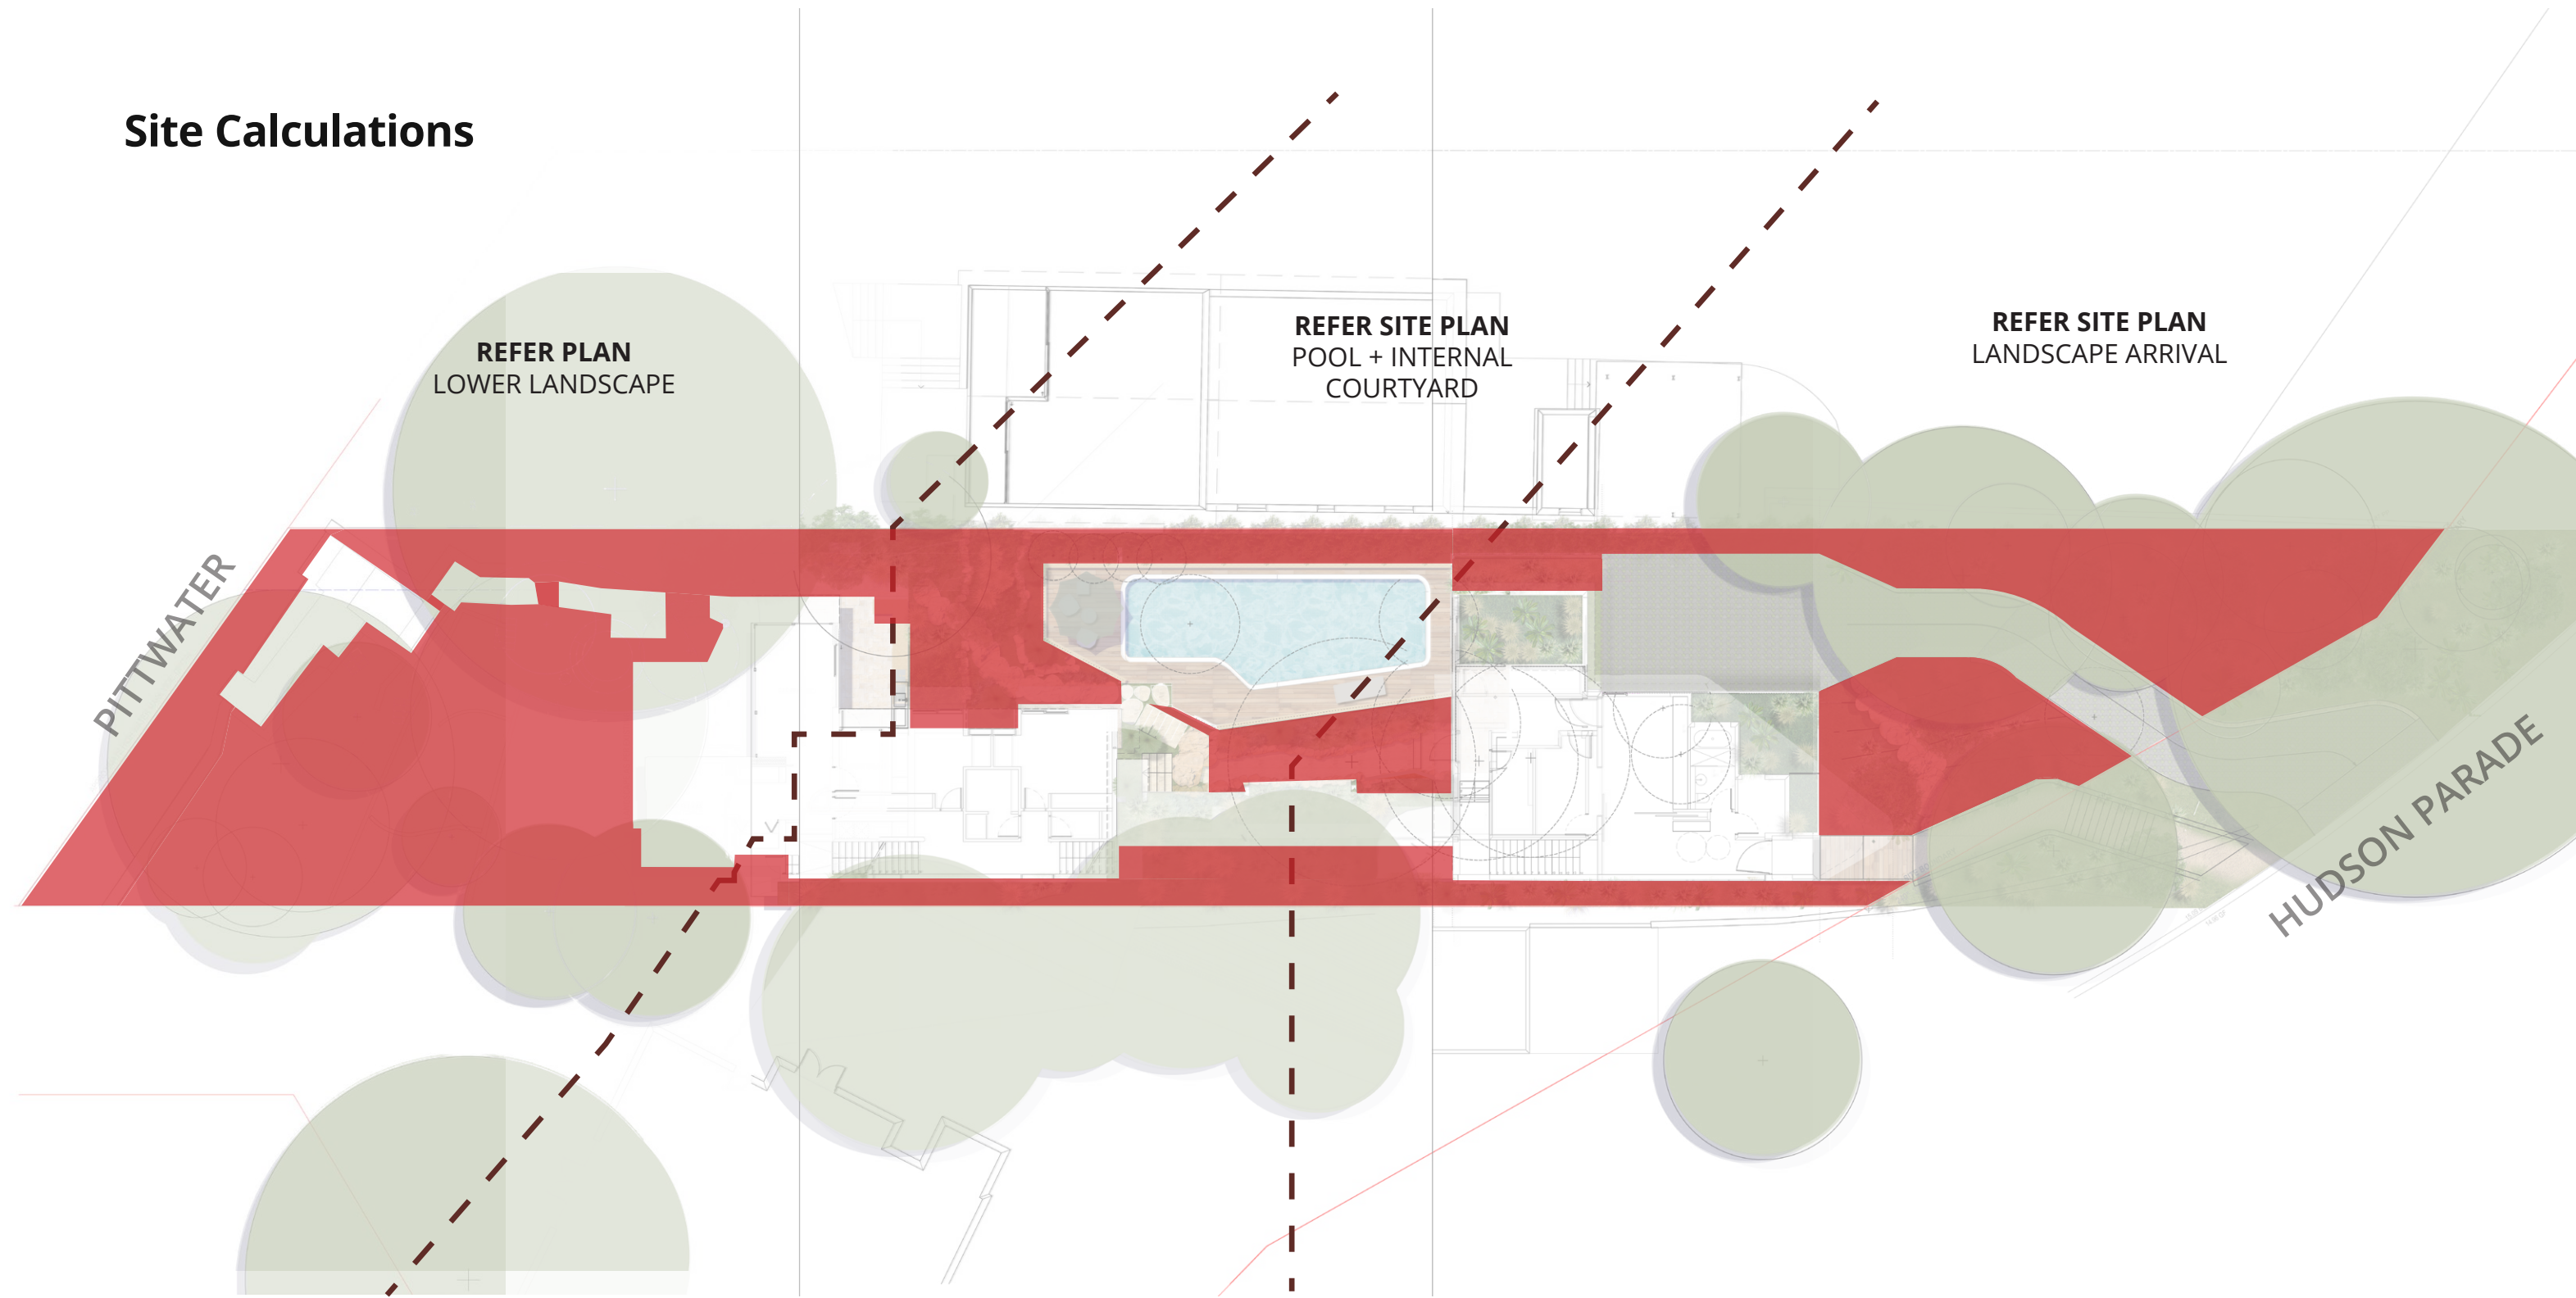 Site Calculations
REFER PLAN
LOWER LANDSCAPE
REFER SITE PLAN
POOL + INTERNAL
COURTYARD
REFER SITE PLAN
LANDSCAPE ARRIVAL
PITTWATER
HUDSON PARADE